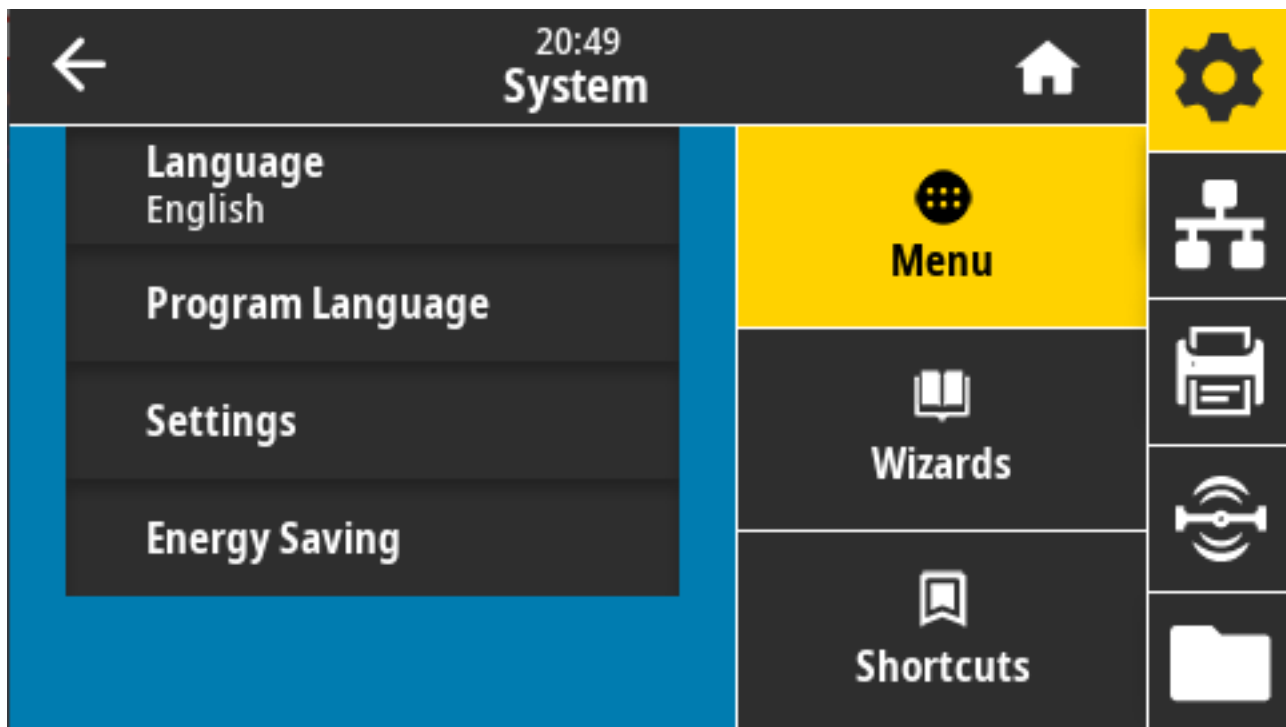 20:49
System
Language
English
Program Language
Settings
Energy Saving
Menu
Wizards
Shortcuts